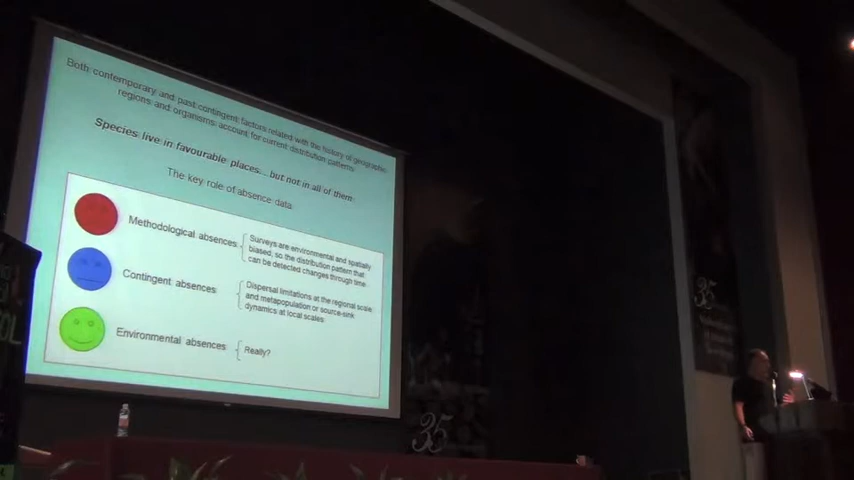 Both contemporary and past contingent factors related with the history of geographic
regions and organisms account for current distribution patterns
Species live in favourable places... but not in all of them
The key role of absence data
Methodological absences
Surveys are environmental and spatially
biased, so the distribution pattern that
can be detected changes through time
Contingent absences
Dispersal limitations at the regional scale
and metapopulation or source-sink
dynamics at local scales
Environmental absences
Really?
35
35